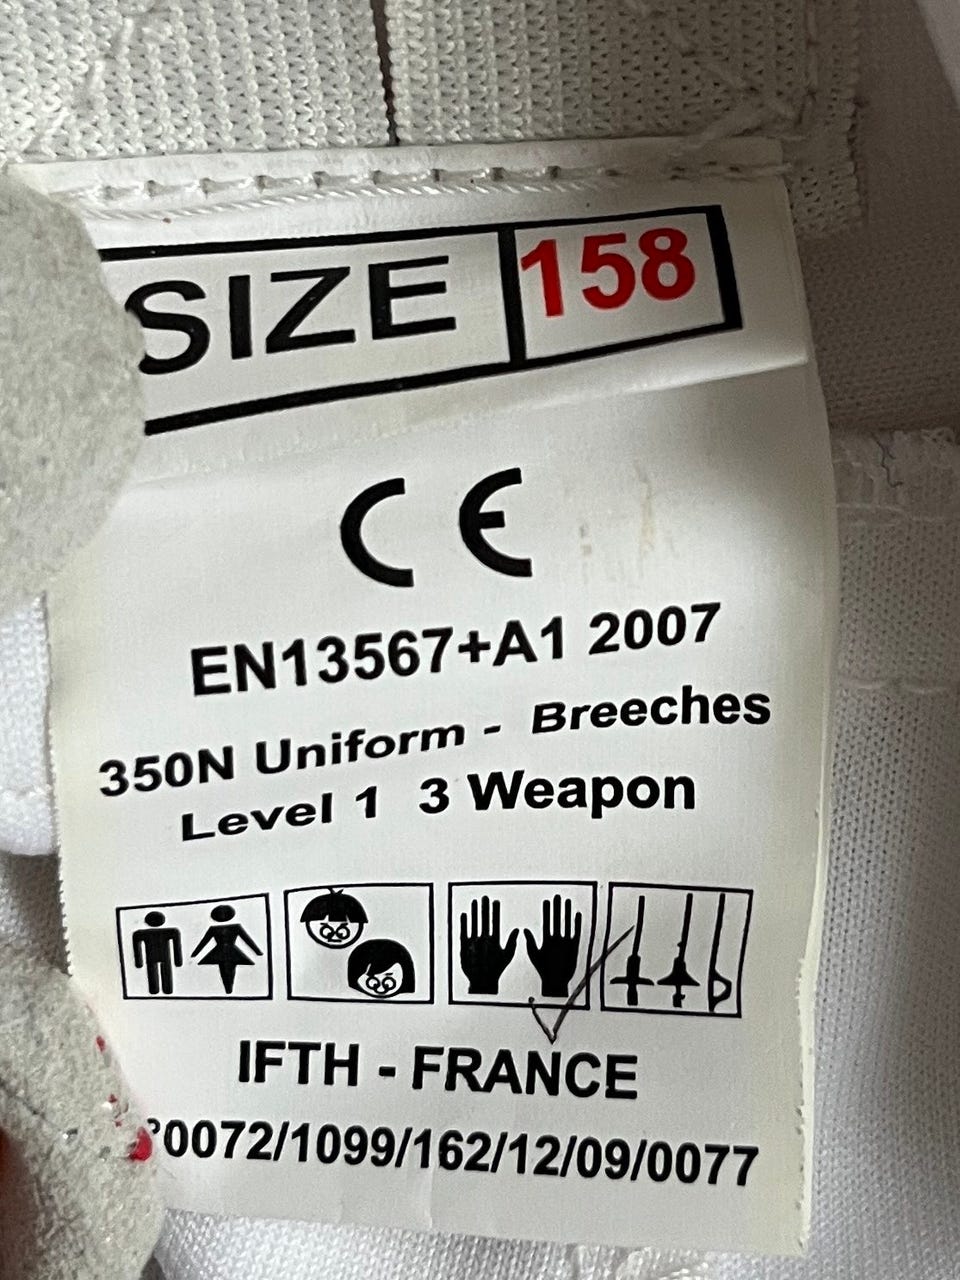 SIZE 158
CE
EN13567+A1 2007
350N Uniform - Breeches
Level 1 3 Weapon
IFTH - FRANCE
°0072/1099/162/12/09/0077